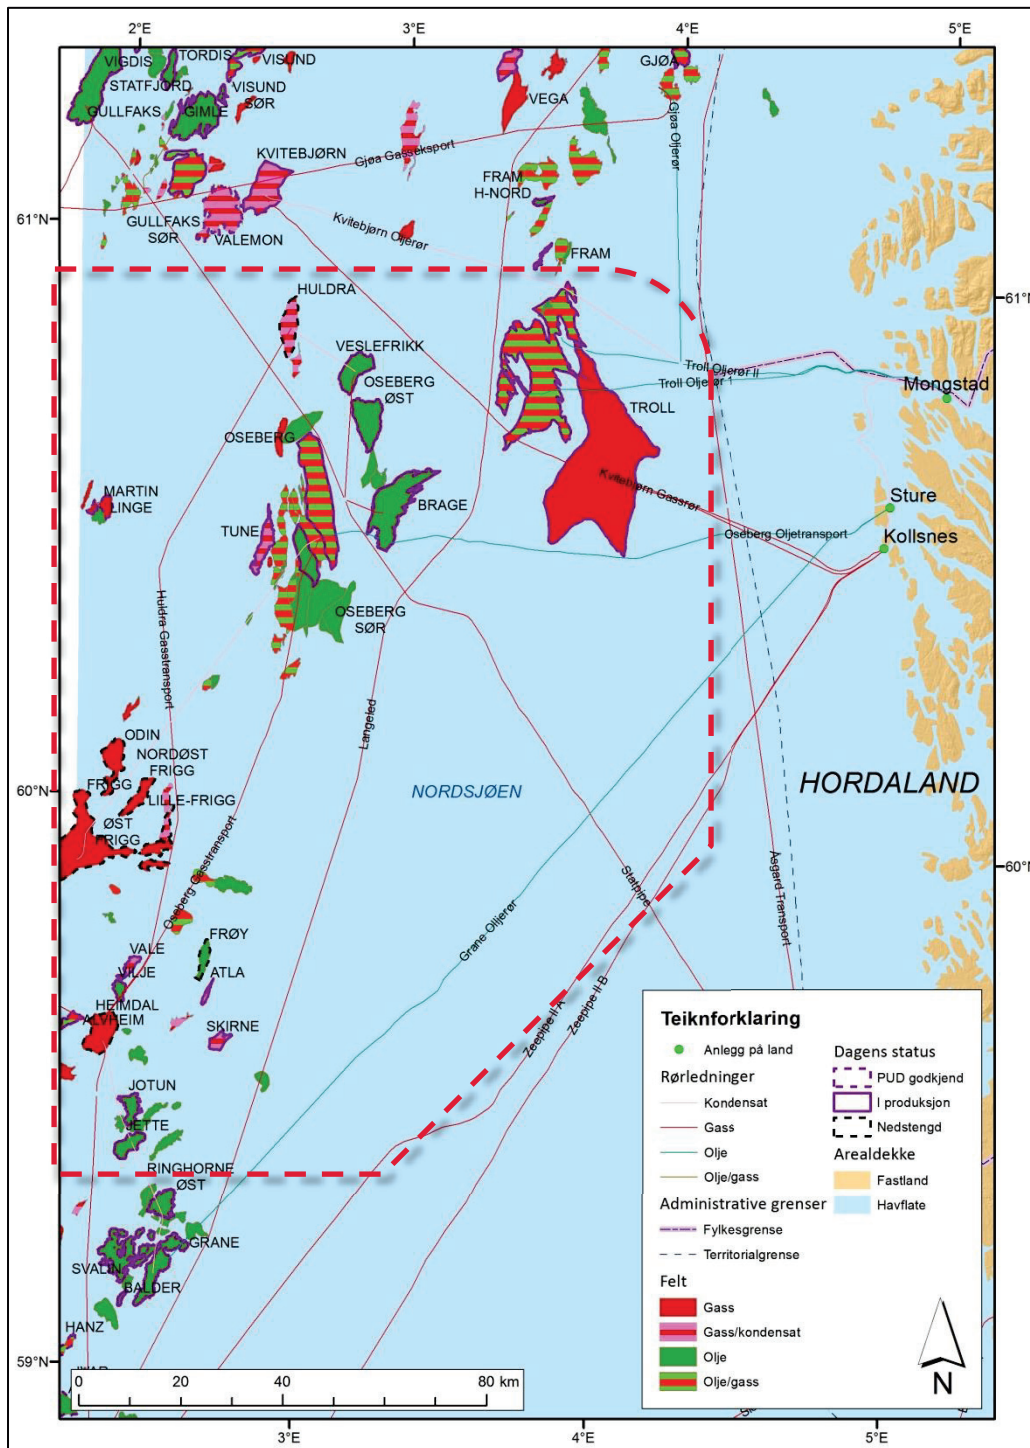 2°E
3°E
4°E
5°E
VIGDIS
TORDIS
VISUND
STATFJORD
VISUND
SØR
GULLFAKS
GIMLE
VEGA
GJØA
Gjøa Gasseksport
Gjøa Oljerør
KVITEBJØRN
FRAM
H-NORD
61°N
GULLFAKS
SØR
VALEMON
Kvitebjørn Oljerør
FRAM
HULDRA
61°N
VESLEFRIKK
OSEBERG
ØST
Troll Oljerør II
Troll Oljerør 1
Mongstad
TROLL
OSEBERG
Kvitebjørn Gassrør
MARTIN
LINGE
BRAGE
Sture
TUNE
Oseberg Oljetransport
Kollsnes
OSEBERG
SØR
Huldra Gasstransport
Langeled
ODIN
NORDØST
FRIGG
FRIGG
LILLE-FRIGG
60°N
NORDSJØEN
HORDALAND
ØST
FRIGG
Oseberg Gasstransport
Statpipe
Åsgard Transport
60°N
Grane Olljerør
FRØY
VALE
VILJE
ATLA
HEIMDAL
ALVHEIM
SKIRNE
Zeepipe II A
Zeepipe II B
JOTUN
JETTE
RINGHORNE
ØST
GRANE
SVALIN
BALDER
HANZ
59°N
0 20 40 80 km
Teiknforklaring
Anlegg på land
Rørledninger
Kondensat
Gass
Olje
Olje/gass
Administrative grenser
Fylkesgrense
Territorialgrense
Felt
Gass
Gass/kondensat
Olje
Olje/gass
Dagens status
PUD godkjend
I produksjon
Nedstengd
Arealdekke
Fastland
Havflate
N
3°E
4°E
5°E